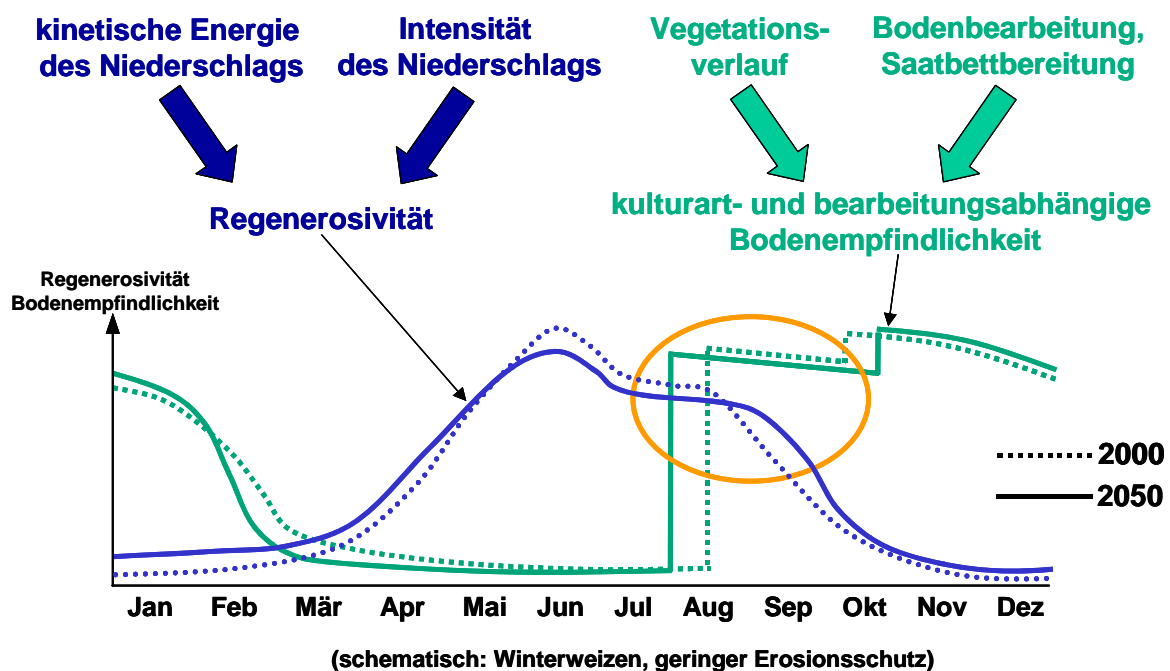 kinetische Energie
des Niederschlags
Intensität
des Niederschlags
Vegetations-
verlauf
Bodenbearbeitung,
Saatbettbereitung
Regenerosivität
kulturart- und bearbeitungsabhängige
Bodenempfindlichkeit
Regenerosivität
Bodenempfindlichkeit
2000
2050
Jan Feb Mär Apr Mai Jun Jul Aug Sep Okt Nov Dez
(schematisch: Winterweizen, geringer Erosionsschutz)